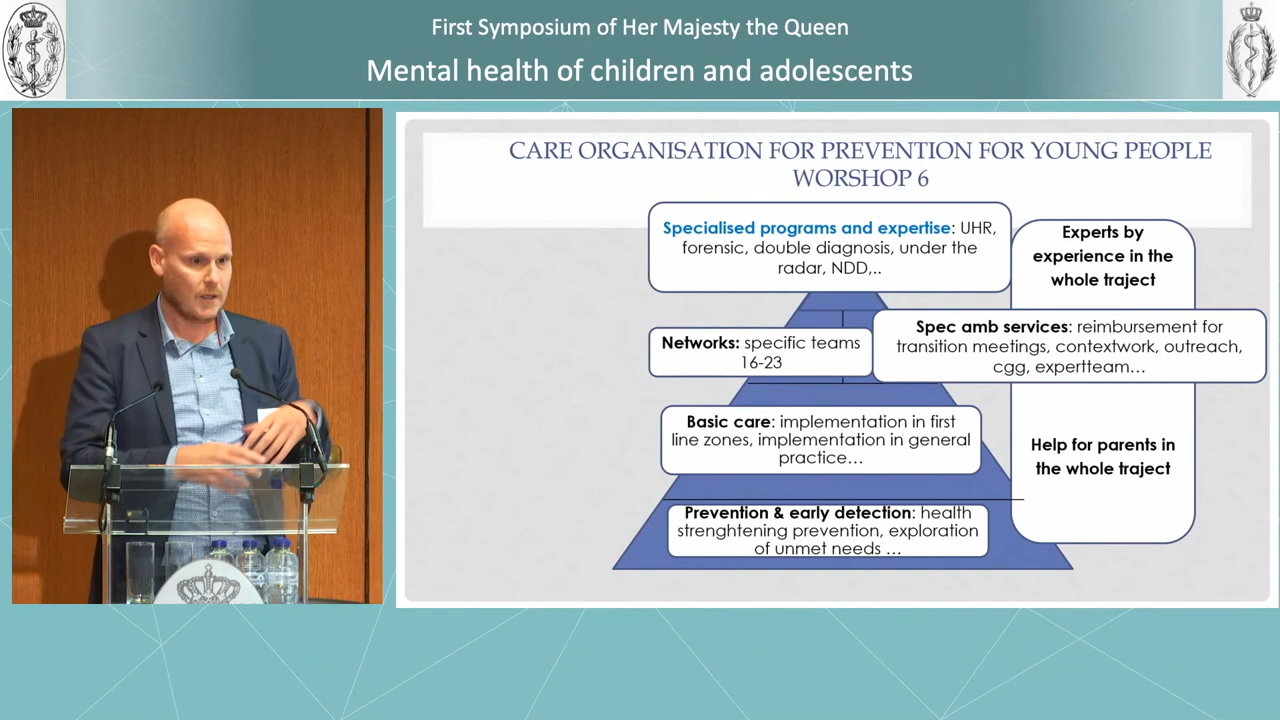 First Symposium of Her Majesty the Queen
Mental health of children and adolescents
CARE ORGANISATION FOR PREVENTION FOR YOUNG PEOPLE
WORSHOP 6
Specialised programs and expertise: UHR,
forensic, double diagnosis, under the
radar, NDD,..
Experts by
experience in the
whole traject
Networks: specific teams
16-23
Spec amb services: reimbursement for
transition meetings, contextwork, outreach,
cgg, expertteam…
Basic care: implementation in first
line zones, implementation in general
practice…
Help for parents in
the whole traject
Prevention & early detection: health
strenghtening prevention, exploration
of unmet needs …